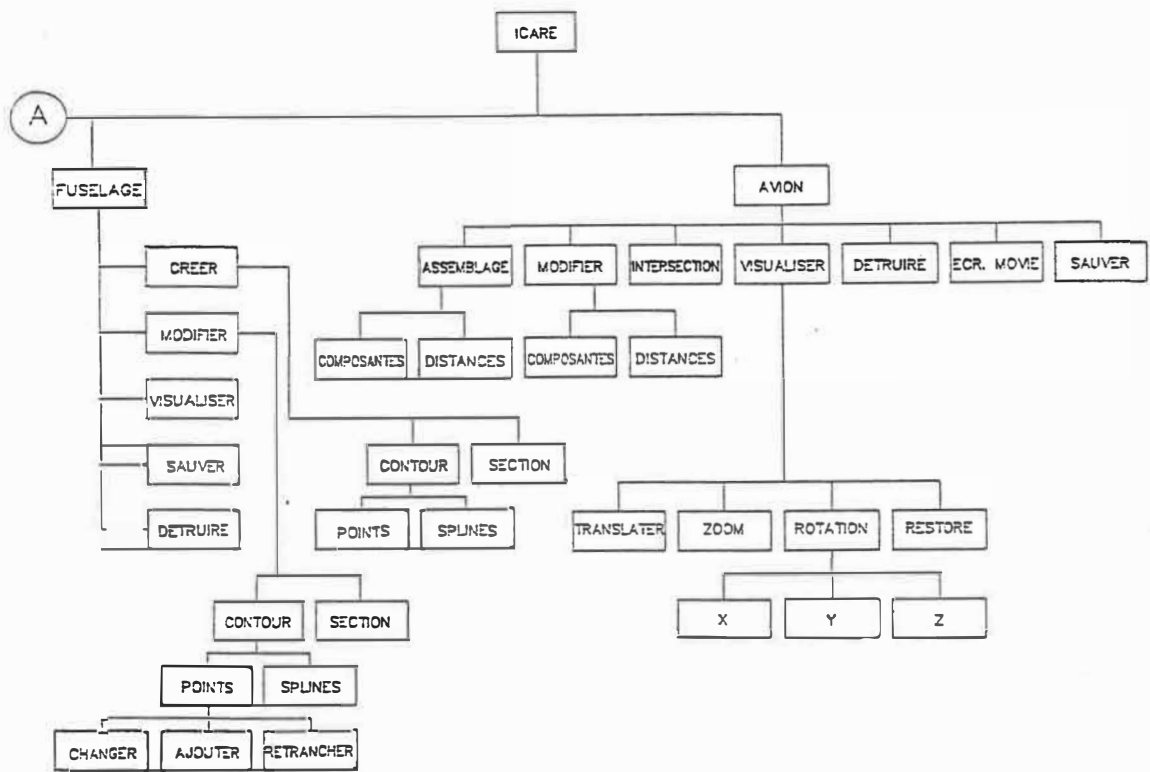 ICARE
A
FUSELAGE
AVION
CREER
ASSEMBLAGE
MODIFIER
INTERSECTION
VISUALISER
DETRUIRE
ECR. MOVIE
SAUVER
MODIFIER
COMPOSANTES
DISTANCES
COMPOSANTES
DISTANCES
VISUALISER
SAUVER
CONTOUR
SECTION
DETRUIRE
POINTS
SPLINES
TRANSLATER
ZOOM
ROTATION
RESTORE
CONTOUR
SECTION
X
Y
Z
POINTS
SPLINES
CHANGER
AJOUTER
RETRANCHER